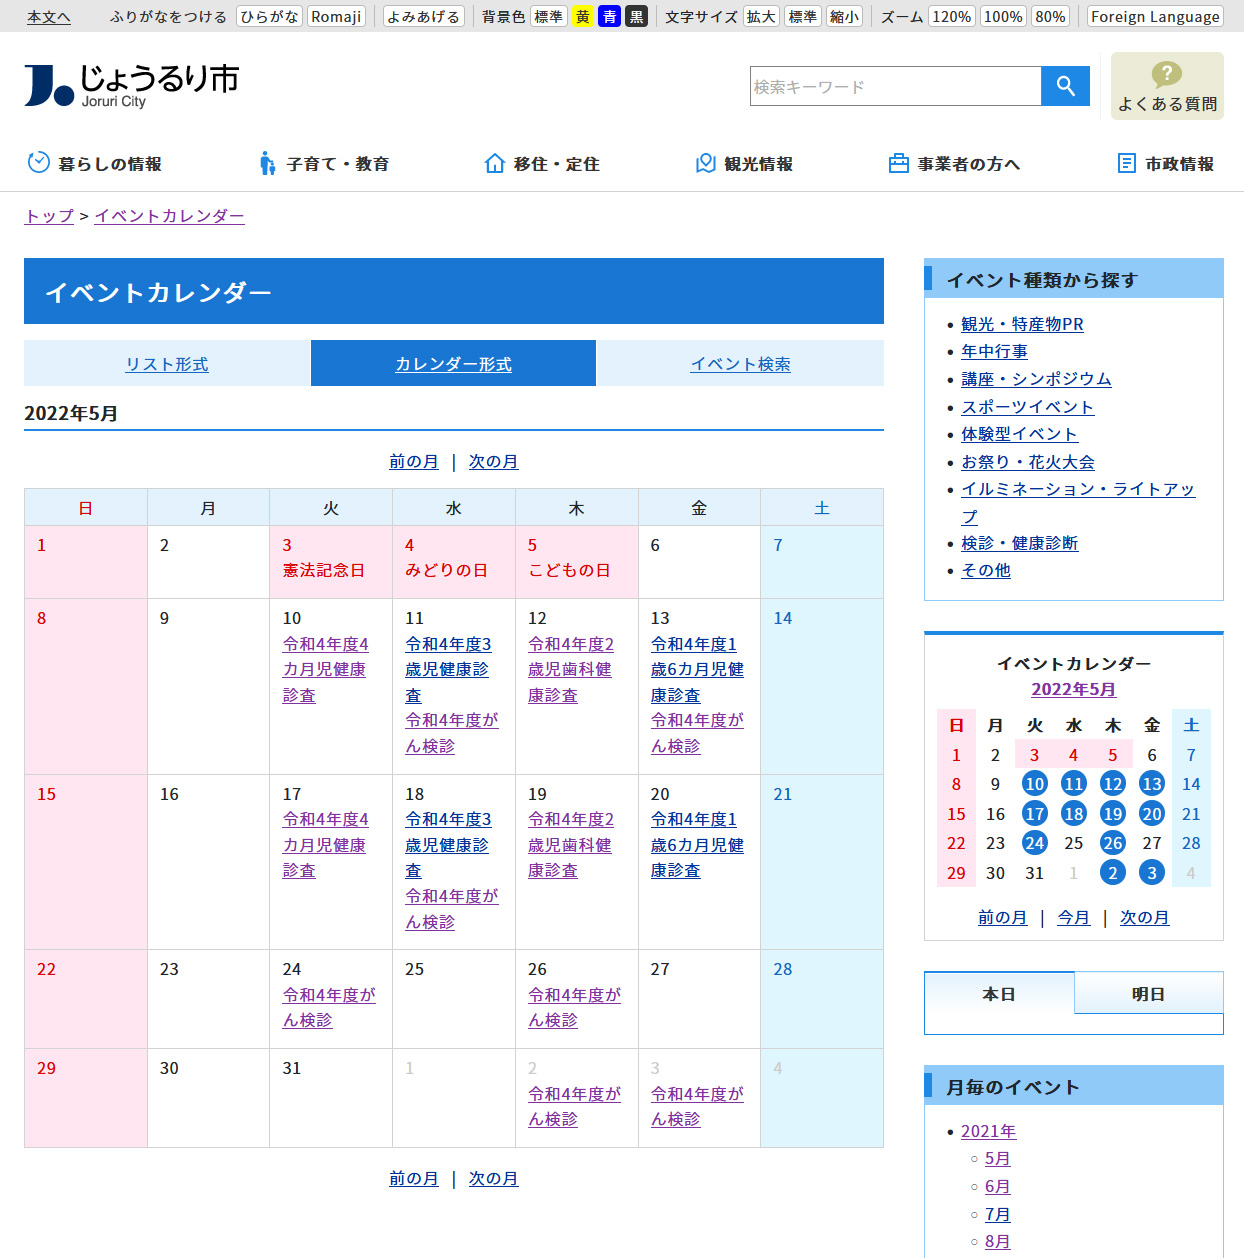 本文へ ふりがなをつける ひらがな Romaji よみあげる 背景色 標準 黄 青 黒 文字サイズ 拡大 標準 縮小 ズーム 120% 100% 80% Foreign Language
じょうるり市
Joruri City
検索キーワード
よくある質問
暮らしの情報 子育て・教育 移住・定住 観光情報 事業者の方へ 市政情報
トップ > イベントカレンダー
イベントカレンダー
リスト形式 カレンダー形式 イベント検索
2022年5月
前の月 | 次の月
日 月 火 水 木 金 土
1 2 3 4 5 6 7
憲法記念日 みどりの日 こどもの日
8 9 10 11 12 13 14
令和4年度4 令和4年度3 令和4年度2 令和4年度1
カ月児健康 歳児健康診 歳児歯科健 歳6カ月児健
診査 査 康診査 康診査
令和4年度が 令和4年度が
ん検診 ん検診
15 16 17 18 19 20 21
令和4年度4 令和4年度3 令和4年度2 令和4年度1
カ月児健康 歳児健康診 歳児歯科健 歳6カ月児健
診査 査 康診査 康診査
令和4年度が
ん検診
22 23 24 25 26 27 28
令和4年度が 令和4年度が
ん検診 ん検診
29 30 31 1 2 3 4
令和4年度が 令和4年度が
ん検診 ん検診
前の月 | 次の月
イベント種類から探す
観光・特産物PR
年中行事
講座・シンポジウム
スポーツイベント
体験型イベント
お祭り・花火大会
イルミネーション・ライトアッ
プ
検診・健康診断
その他
イベントカレンダー
2022年5月
日 月 火 水 木 金 土
1 2 3 4 5 6 7
8 9 10 11 12 13 14
15 16 17 18 19 20 21
22 23 24 25 26 27 28
29 30 31 1 2 3 4
前の月 | 今月 | 次の月
本日 明日
月毎のイベント
2021年
5月
6月
7月
8月